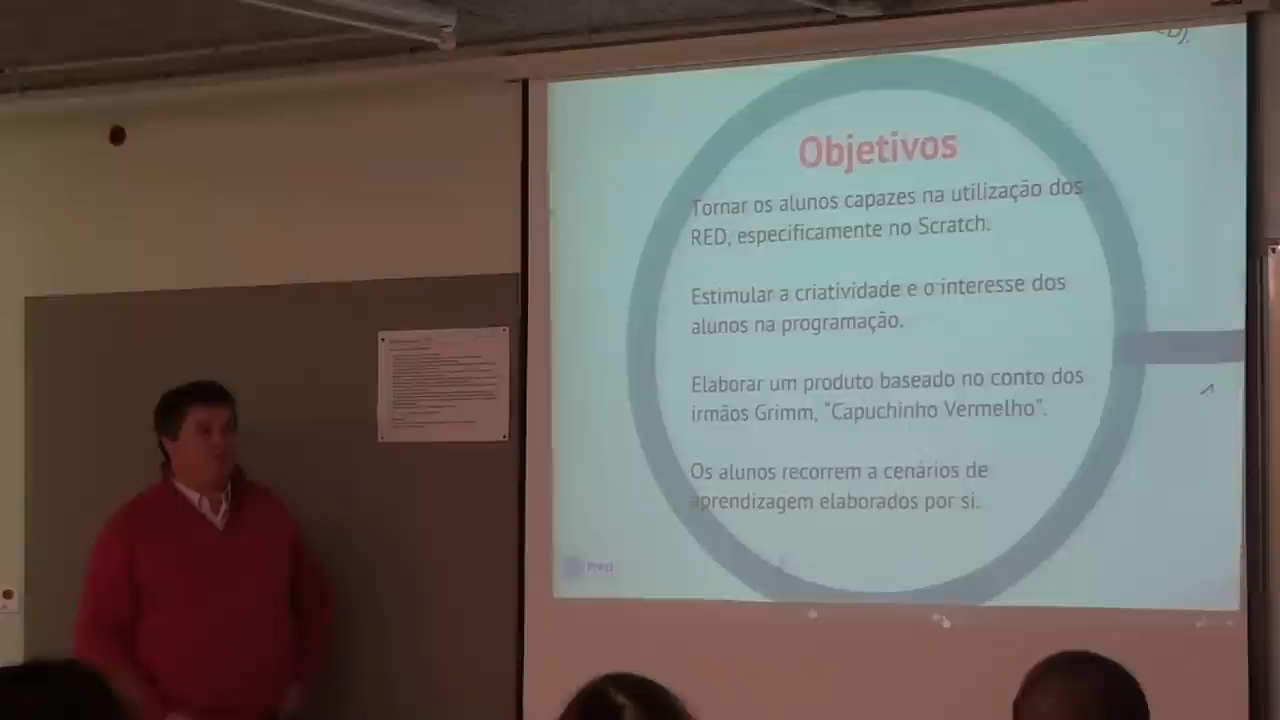 Objetivos
Tornar os alunos capazes na utilização dos
RED, especificamente no Scratch.
Estimular a criatividade e o interesse dos
alunos na programação.
Elaborar um produto baseado no conto dos
irmãos Grimm, "Capuchinho Vermelho".
Os alunos recorrem a cenários de
aprendizagem elaborados por si.
Prezi